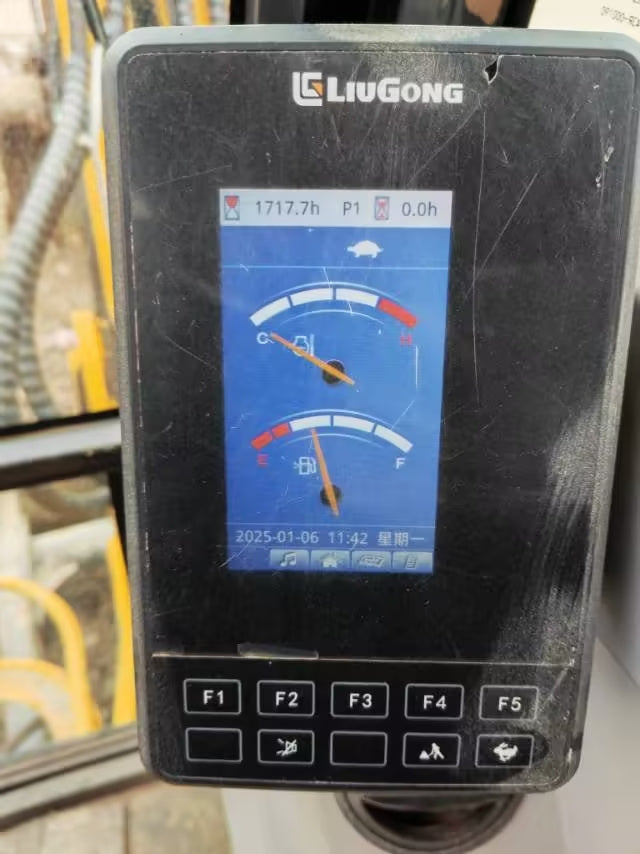 LIUGONG
1717.7h P1 0.0h
C H
E F
2025-01-06 11:42 星期一
F1 F2 F3 F4 F5